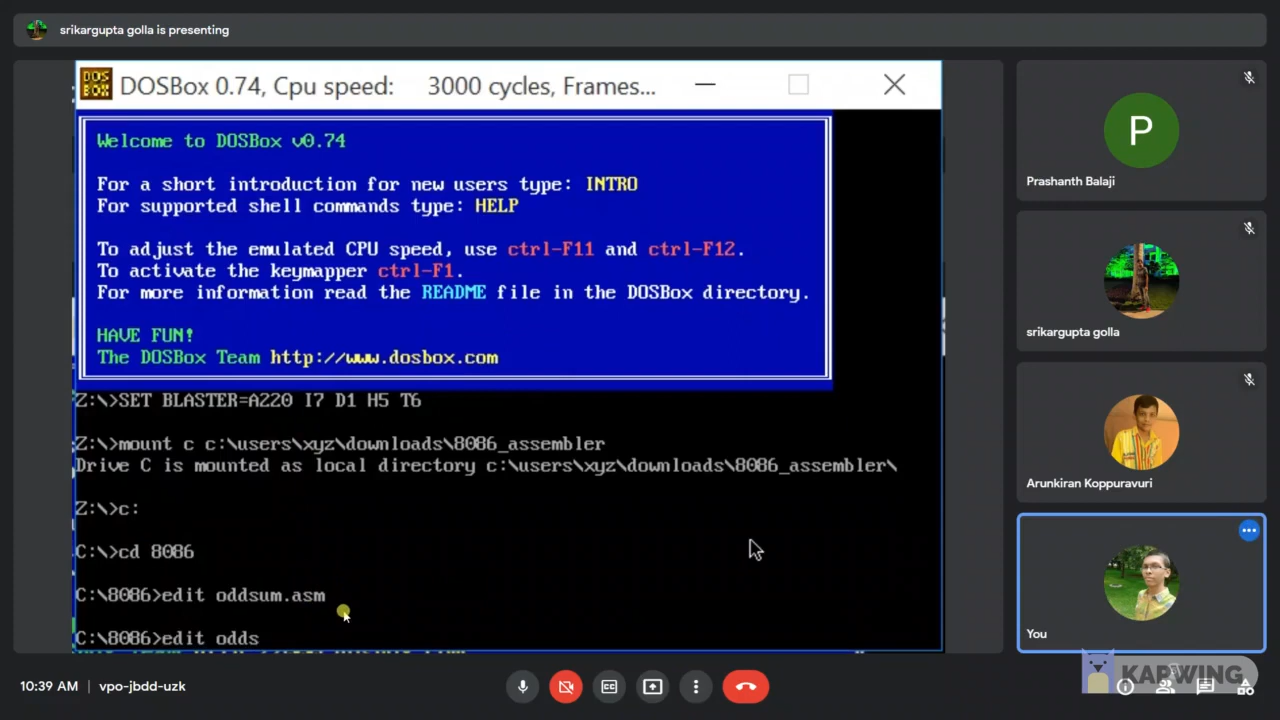 srikargupta golla is presenting
DOS
BOX
DOSBox 0.74, Cpu speed: 3000 cycles, Frames...
Welcome to DOSBox v0.74
For a short introduction for new users type: INTRO
For supported shell commands type: HELP
To adjust the emulated CPU speed, use ctrl-F11 and ctrl-F12.
To activate the keymapper ctrl-F1.
For more information read the README file in the DOSBox directory.
HAVE FUN!
The DOSBox Team http://www.dosbox.com
Z:\>SET BLASTER=A220 I7 D1 H5 T6
Z:\>mount c c:\users\xyz\downloads\8086_assembler
Drive C is mounted as local directory c:\users\xyz\downloads\8086_assembler\
Z:\>c:
C:\>cd 8086
C:\8086>edit oddsum.asm
C:\8086>edit odds
P
Prashanth Balaji
srikargupta golla
Arunkiran Koppuravuri
You
10:39 AM | vpo-jbdd-uzk
CC
KAPWING